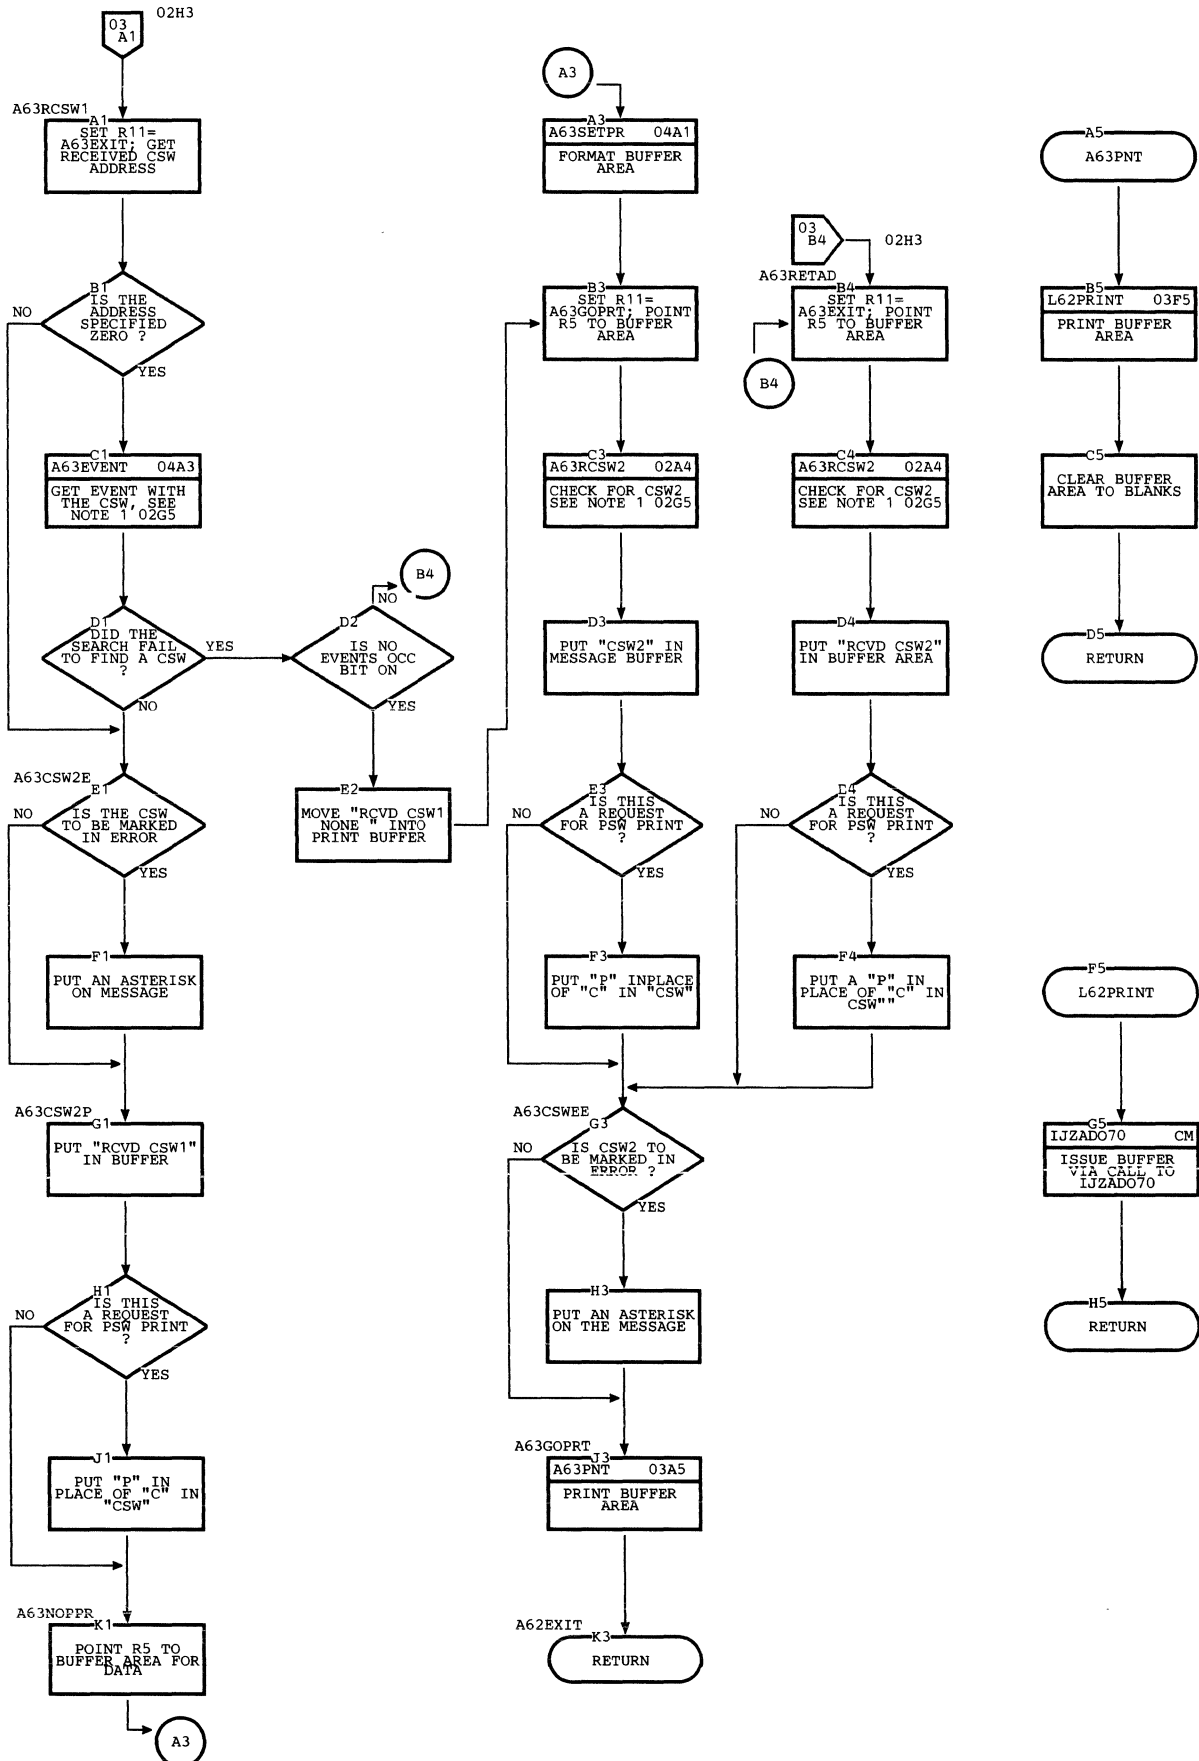 03
A1
02H3
A63RCSW1
A1
SET R11=
A63EXIT; GET
RECEIVED CSW
ADDRESS
B1
IS THE
ADDRESS
SPECIFIED
ZERO ?
NO
YES
C1
A63EVENT 04A3
GET EVENT WITH
THE CSW, SEE
NOTE 1 02G5
D1
DID THE
SEARCH FAIL
TO FIND A CSW
?
YES
NO
A63CSW2E
E1
IS THE CSW
TO BE MARKED
IN ERROR
NO
YES
F1
PUT AN ASTERISK
ON MESSAGE
A63CSW2P
G1
PUT "RCVD CSW1"
IN BUFFER
H1
IS THIS
A REQUEST
FOR PSW PRINT
?
NO
YES
J1
PUT "P" IN
PLACE OF "C" IN
"CSW"
A63NOPPR
K1
POINT R5 TO
BUFFER AREA FOR
DATA
A3
B4
NO
D2
IS NO
EVENTS OCC
BIT ON
YES
E2
MOVE "RCVD CSW1
NONE " INTO
PRINT BUFFER
A3
A3
A63SETPR 04A1
FORMAT BUFFER
AREA
B3
SET R11=
A63GOPRT; POINT
R5 TO BUFFER
AREA
C3
A63RCSW2 02A4
CHECK FOR CSW2
SEE NOTE 1 02G5
D3
PUT "CSW2" IN
MESSAGE BUFFER
E3
IS THIS
A REQUEST
FOR PSW PRINT
?
NO
YES
F3
PUT "P" INPLACE
OF "C" IN "CSW"
A63CSWEE
G3
IS CSW2 TO
BE MARKED IN
ERROR ?
NO
YES
H3
PUT AN ASTERISK
ON THE MESSAGE
A63GOPRT
J3
A63PNT 03A5
PRINT BUFFER
AREA
A62EXIT
K3
RETURN
03
B4
02H3
A63RETAD
B4
SET R11=
A63EXIT; POINT
R5 TO BUFFER
AREA
B4
C4
A63RCSW2 02A4
CHECK FOR CSW2
SEE NOTE 1 02G5
D4
PUT "RCVD CSW2"
IN BUFFER AREA
E4
IS THIS
A REQUEST
FOR PSW PRINT
?
NO
YES
F4
PUT A "P" IN
PLACE OF "C" IN
CSW""
A5
A63PNT
B5
L62PRINT 03F5
PRINT BUFFER
AREA
C5
CLEAR BUFFER
AREA TO BLANKS
D5
RETURN
F5
L62PRINT
G5
IJZADO70 CM
ISSUE BUFFER
VIA CALL TO
IJZADO70
H5
RETURN